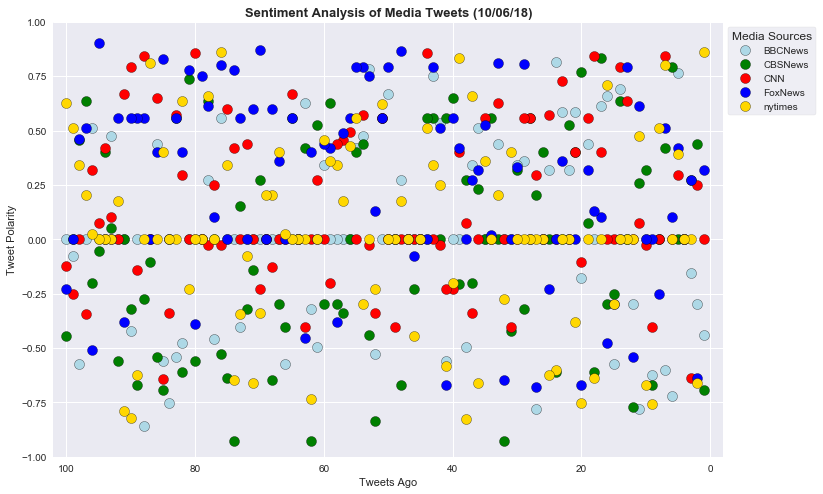 Sentiment Analysis of Media Tweets (10/06/18)
Media Sources
BBCNews
CBSNews
CNN
FoxNews
nytimes
Tweet Polarity
1.00
0.75
0.50
0.25
0.00
−0.25
−0.50
−0.75
−1.00
100
80
60
40
20
0
Tweets Ago